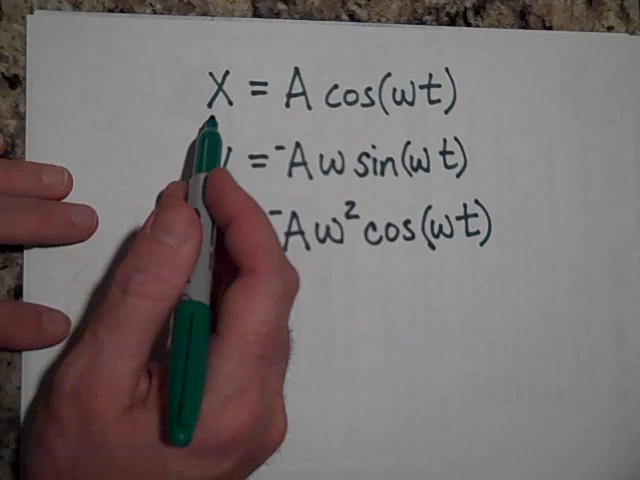 X = A cos(ωt)
= -Aω sin(ωt)
-Aω² cos(ωt)